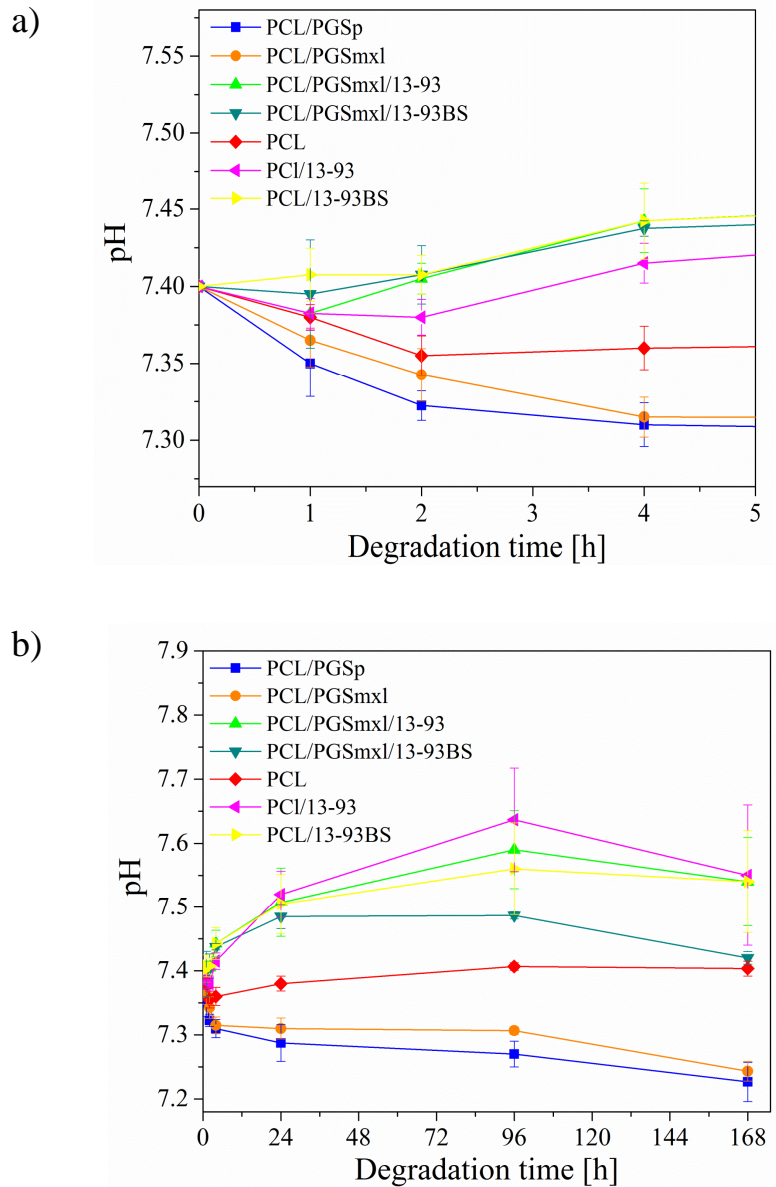 a)
PCL/PGSp
PCL/PGSmxl
PCL/PGSmxl/13-93
PCL/PGSmxl/13-93BS
PCL
PCl/13-93
PCL/13-93BS
7.55
7.50
7.45
7.40
7.35
7.30
pH
0 1 2 3 4 5
Degradation time [h]
b)
PCL/PGSp
PCL/PGSmxl
PCL/PGSmxl/13-93
PCL/PGSmxl/13-93BS
PCL
PCl/13-93
PCL/13-93BS
7.9
7.8
7.7
7.6
7.5
7.4
7.3
7.2
pH
0 24 48 72 96 120 144 168
Degradation time [h]